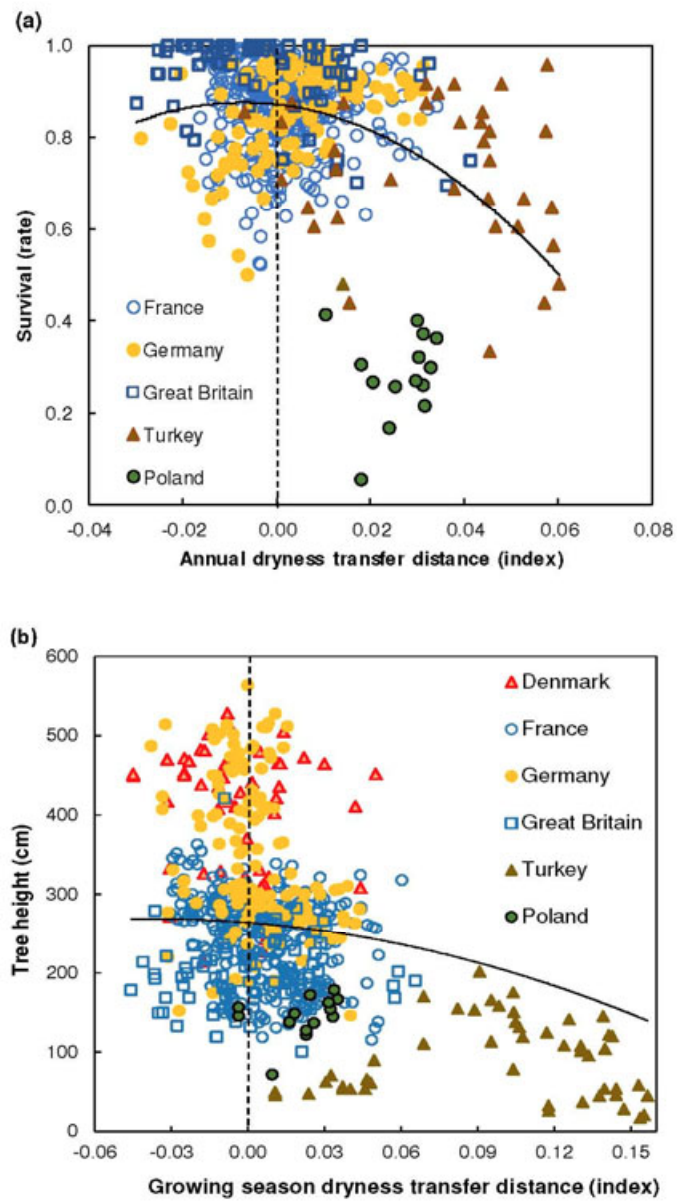 (a)
1.0
0.8
0.6
0.4
0.2
0.0
Survival (rate)
France
Germany
Great Britain
Turkey
Poland
-0.04 -0.02 0.00 0.02 0.04 0.06 0.08
Annual dryness transfer distance (index)
(b)
600
500
400
300
200
100
0
Tree height (cm)
Denmark
France
Germany
Great Britain
Turkey
Poland
-0.06 -0.03 0.00 0.03 0.06 0.09 0.12 0.15
Growing season dryness transfer distance (index)